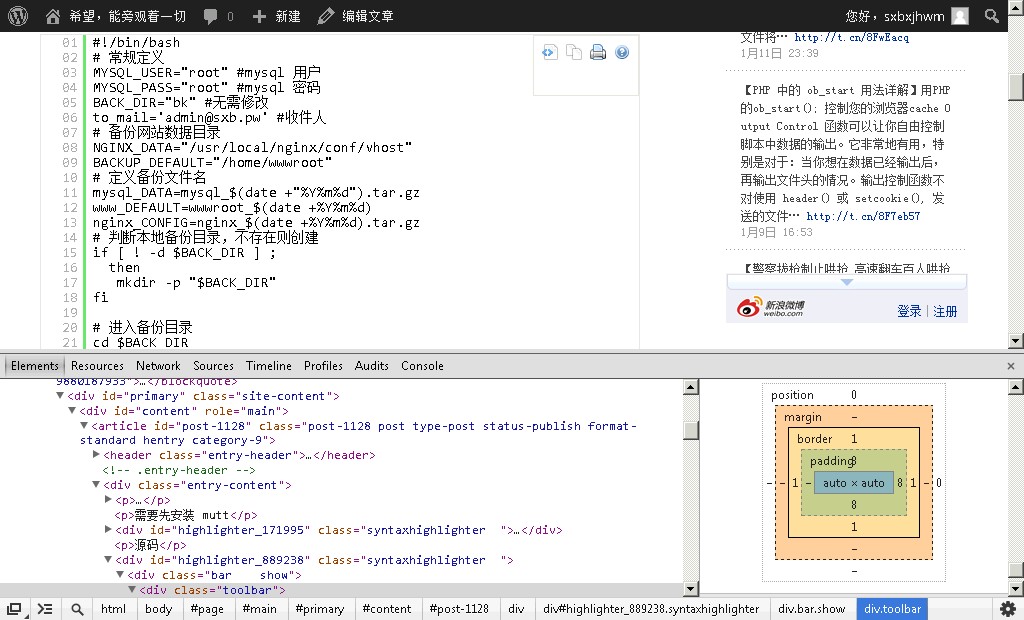 希望，能旁观着一切 0 新建 编辑文章 您好，sxbxjhwm
01 #!/bin/bash
02 # 常规定义
03 MYSQL_USER="root" #mysql 用户
04 MYSQL_PASS="root" #mysql 密码
05 BACK_DIR="bk" #无需修改
06 to_mail='admin@sxb.pw' #收件人
07 # 备份网站数据目录
08 NGINX_DATA="/usr/local/nginx/conf/vhost"
09 BACKUP_DEFAULT="/home/wwwroot"
10 # 定义备份文件名
11 mysql_DATA=mysql_$(date +"%Y%m%d").tar.gz
12 www_DEFAULT=wwwroot_$(date +%Y%m%d)
13 nginx_CONFIG=nginx_$(date +%Y%m%d).tar.gz
14 # 判断本地备份目录，不存在则创建
15 if [ ! -d $BACK_DIR ] ;
16 then
17 mkdir -p "$BACK_DIR"
18 fi
19
20 # 进入备份目录
21 cd $BACK_DIR
文件将… http://t.cn/8FwEacq
1月11日 23:39
【PHP 中的 ob_start 用法详解】用PHP
的ob_start(); 控制您的浏览器cache O
utput Control 函数可以让你自由控制
脚本中数据的输出。它非常地有用，特
别是对于：当你想在数据已经输出后，
再输出文件头的情况。输出控制函数不
对使用 header() 或 setcookie(), 发
送的文件… http://t.cn/8F7eb57
1月9日 16:53
【警察拔枪制止哄抢 高速翻车百人哄抢
新浪微博
weibo.com
登录 | 注册
Elements Resources Network Sources Timeline Profiles Audits Console ×
9880187933">…</blockquote>
<div id="primary" class="site-content">
<div id="content" role="main">
<article id="post-1128" class="post-1128 post type-post status-publish format-
standard hentry category-9">
<header class="entry-header">…</header>
<!-- .entry-header -->
<div class="entry-content">
<p>…</p>
<p>需要先安装 mutt</p>
<div id="highlighter_171995" class="syntaxhighlighter  ">…</div>
<p>源码</p>
<div id="highlighter_889238" class="syntaxhighlighter  ">
<div class="bar    show">
<div class="toolbar">
position 0
margin -
border 1
padding 8
- - 1 - auto × auto 8 1 - 0
8
1
-
-
html body #page #main #primary #content #post-1128 div div#highlighter_889238.syntaxhighlighter div.bar.show div.toolbar